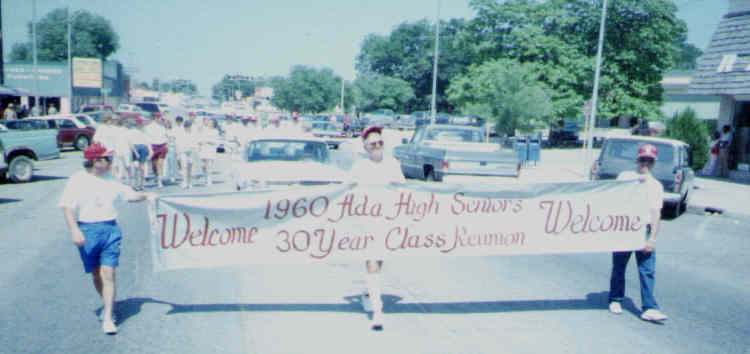 1960 Ada High Seniors
Welcome 30 Year Class Reunion Welcome